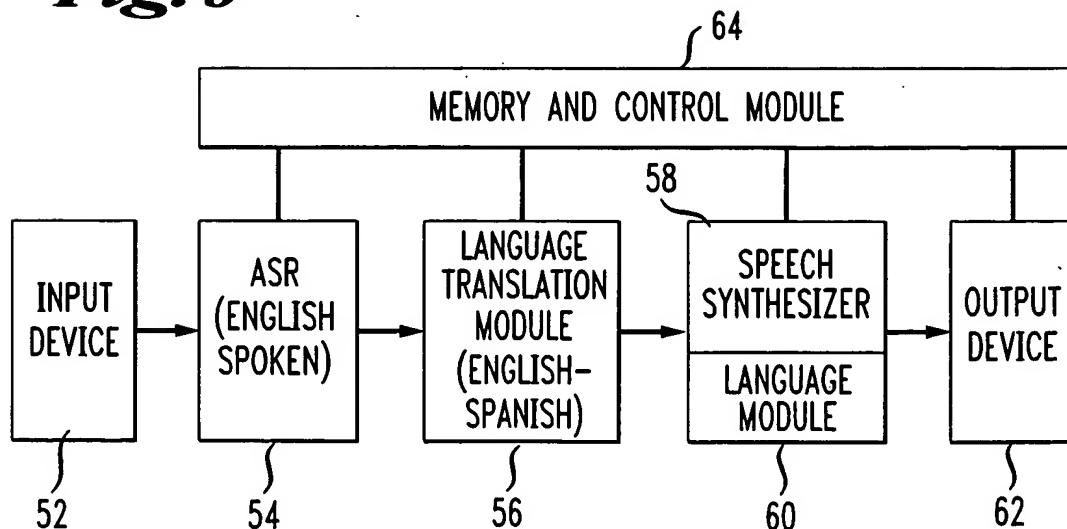 64
MEMORY AND CONTROL MODULE
58
INPUT
DEVICE
ASR
(ENGLISH
SPOKEN)
LANGUAGE
TRANSLATION
MODULE
(ENGLISH–
SPANISH)
SPEECH
SYNTHESIZER
LANGUAGE
MODULE
OUTPUT
DEVICE
52
54
56
60
62